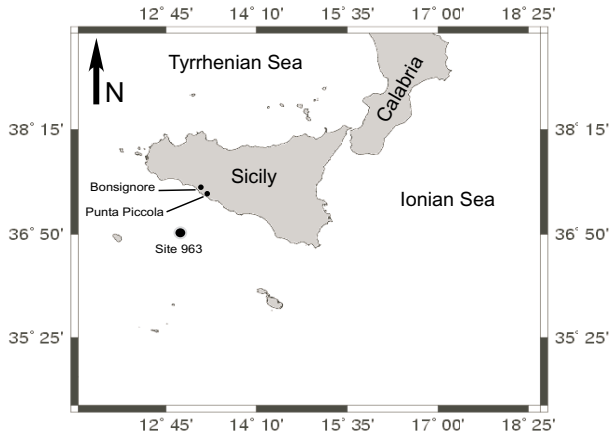 12° 45' 14° 10' 15° 35' 17° 00' 18° 25'
N
Tyrrhenian Sea
Calabria
38° 15' 38° 15'
Sicily
Bonsignore
Ionian Sea
Punta Piccola
36° 50' 36° 50'
Site 963
35° 25' 35° 25'
12° 45' 14° 10' 15° 35' 17° 00' 18° 25'